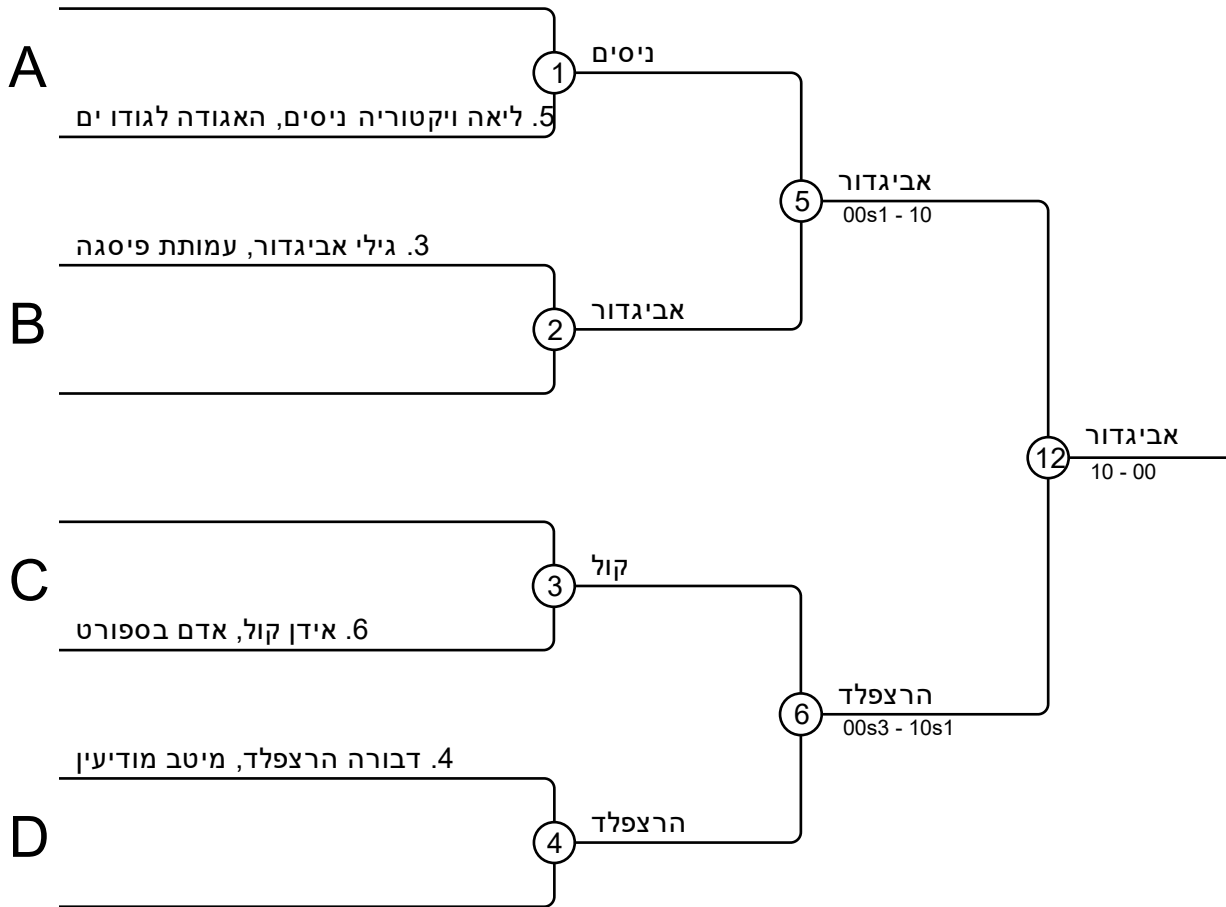 A
1
ניסים
5. ליאה ויקטוריה ניסים, האגודה לגודו ים
5
אביגדור
00s1 - 10
3. גילי אביגדור, עמותת פיסגה
B
2
אביגדור
12
אביגדור
10 - 00
C
3
קול
6. אידן קול, אדם בספורט
6
הרצפלד
00s3 - 10s1
4. דבורה הרצפלד, מיטב מודיעין
D
4
הרצפלד